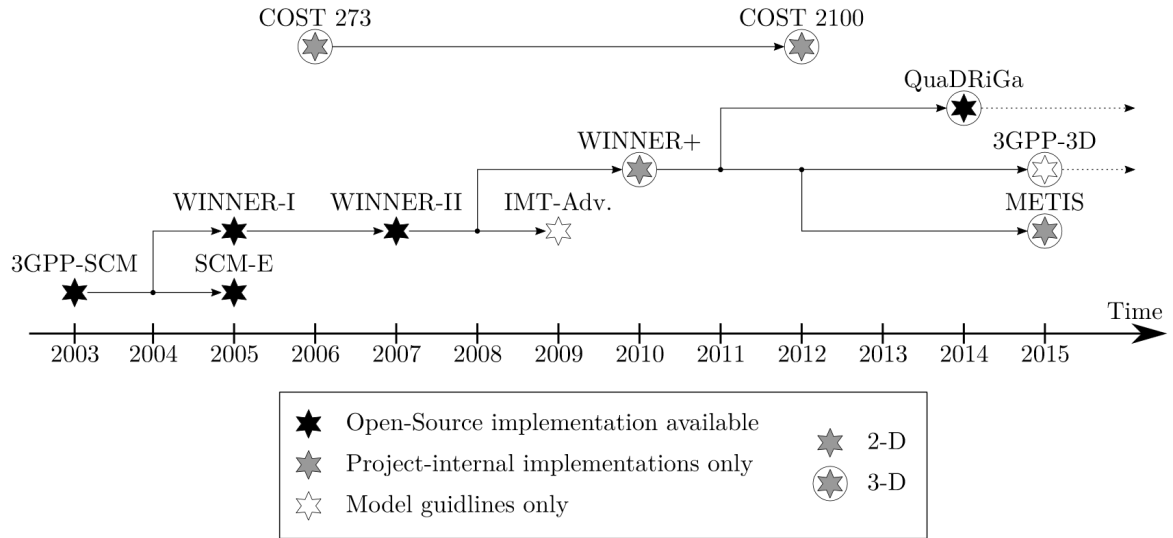 COST 273 COST 2100
QuaDRiGa
WINNER+ 3GPP-3D
WINNER-I WINNER-II IMT-Adv. METIS
3GPP-SCM SCM-E
Time
2003 2004 2005 2006 2007 2008 2009 2010 2011 2012 2013 2014 2015
Open-Source implementation available
2-D
Project-internal implementations only
3-D
Model guidlines only